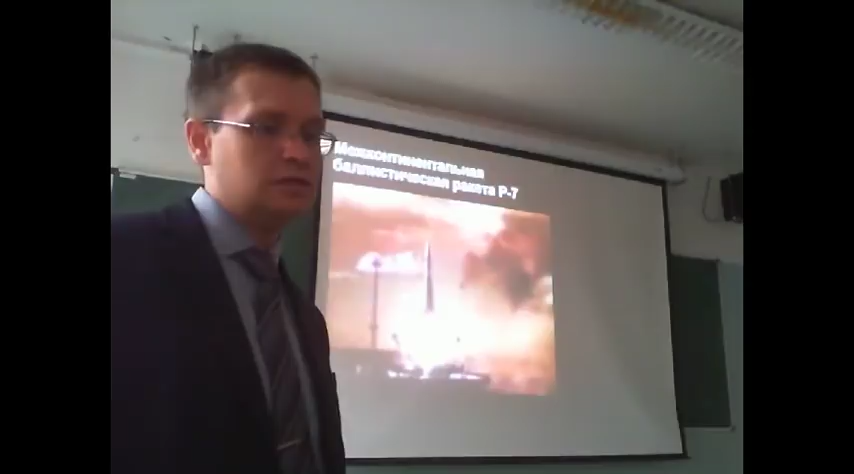 Межконтинентальная
баллистическая ракета Р-7